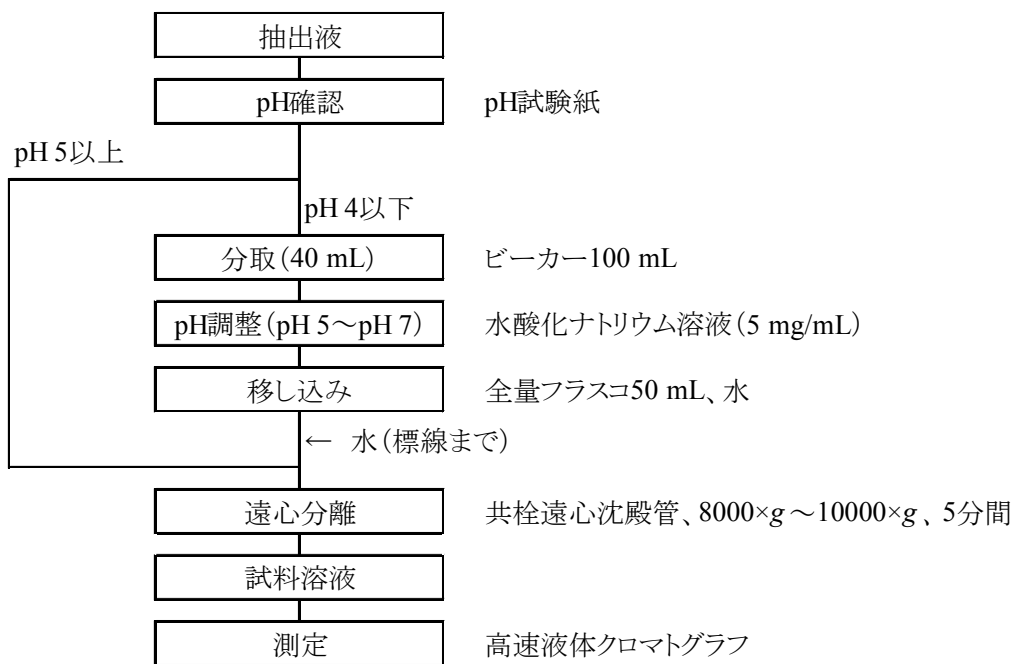 抽出液
pH確認 pH試験紙
pH 5以上
pH 4以下
分取(40 mL) ビーカー100 mL
pH調整(pH 5～pH 7) 水酸化ナトリウム溶液(5 mg/mL)
移し込み 全量フラスコ50 mL、水
← 水(標線まで)
遠心分離 共栓遠心沈殿管、8000×g～10000×g、5分間
試料溶液
測定 高速液体クロマトグラフ